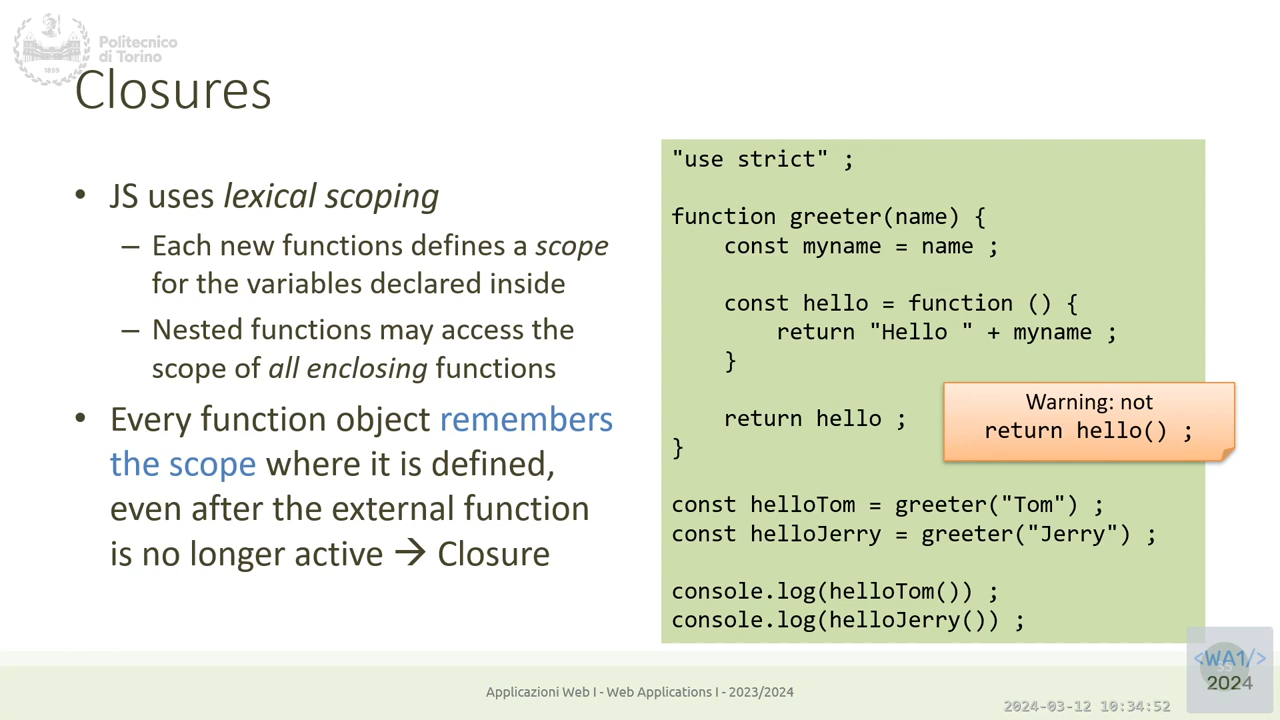 Politecnico
di Torino
1859
Closures
• JS uses lexical scoping
– Each new functions defines a scope
for the variables declared inside
– Nested functions may access the
scope of all enclosing functions
• Every function object remembers
the scope where it is defined,
even after the external function
is no longer active → Closure
"use strict" ;
function greeter(name) {
const myname = name ;
const hello = function () {
return "Hello " + myname ;
}
return hello ;
}
Warning: not
return hello() ;
const helloTom = greeter("Tom") ;
const helloJerry = greeter("Jerry") ;
console.log(helloTom()) ;
console.log(helloJerry()) ;
Applicazioni Web I - Web Applications I - 2023/2024
<WA1/>
2024
2024-03-12 10:34:52